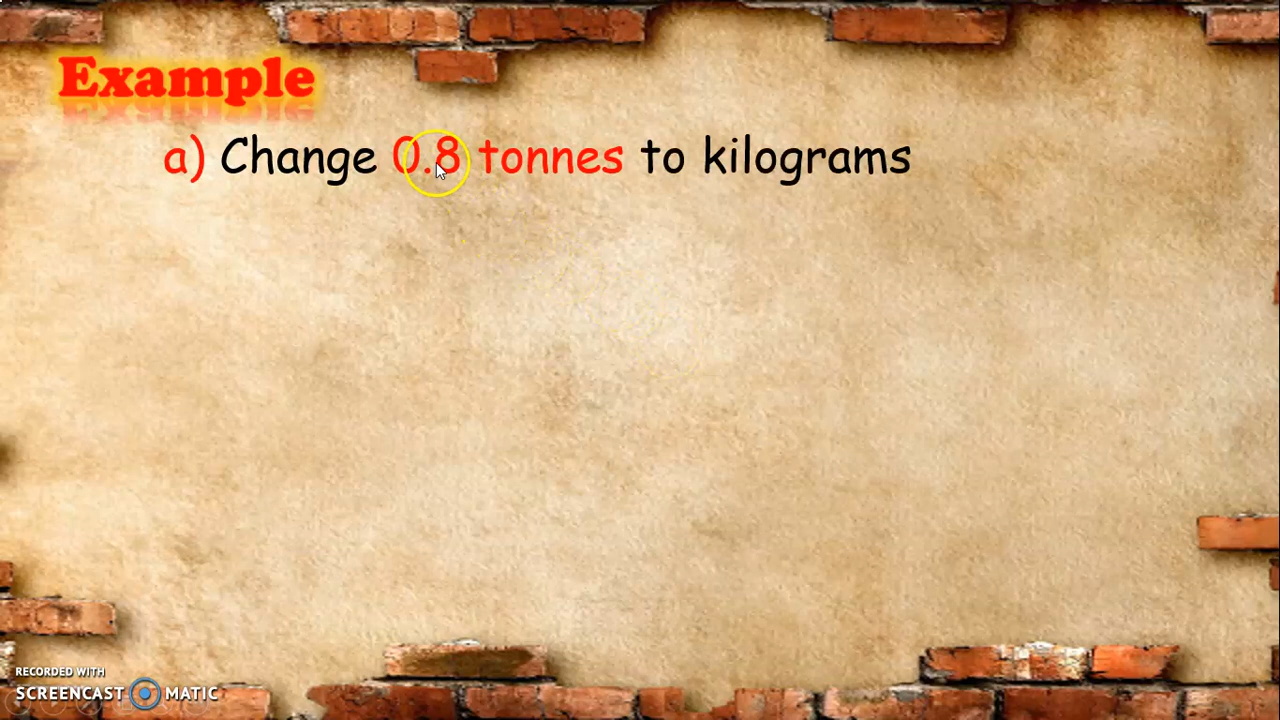 Example
a) Change 0.8 tonnes to kilograms
RECORDED WITH
SCREENCAST MATIC